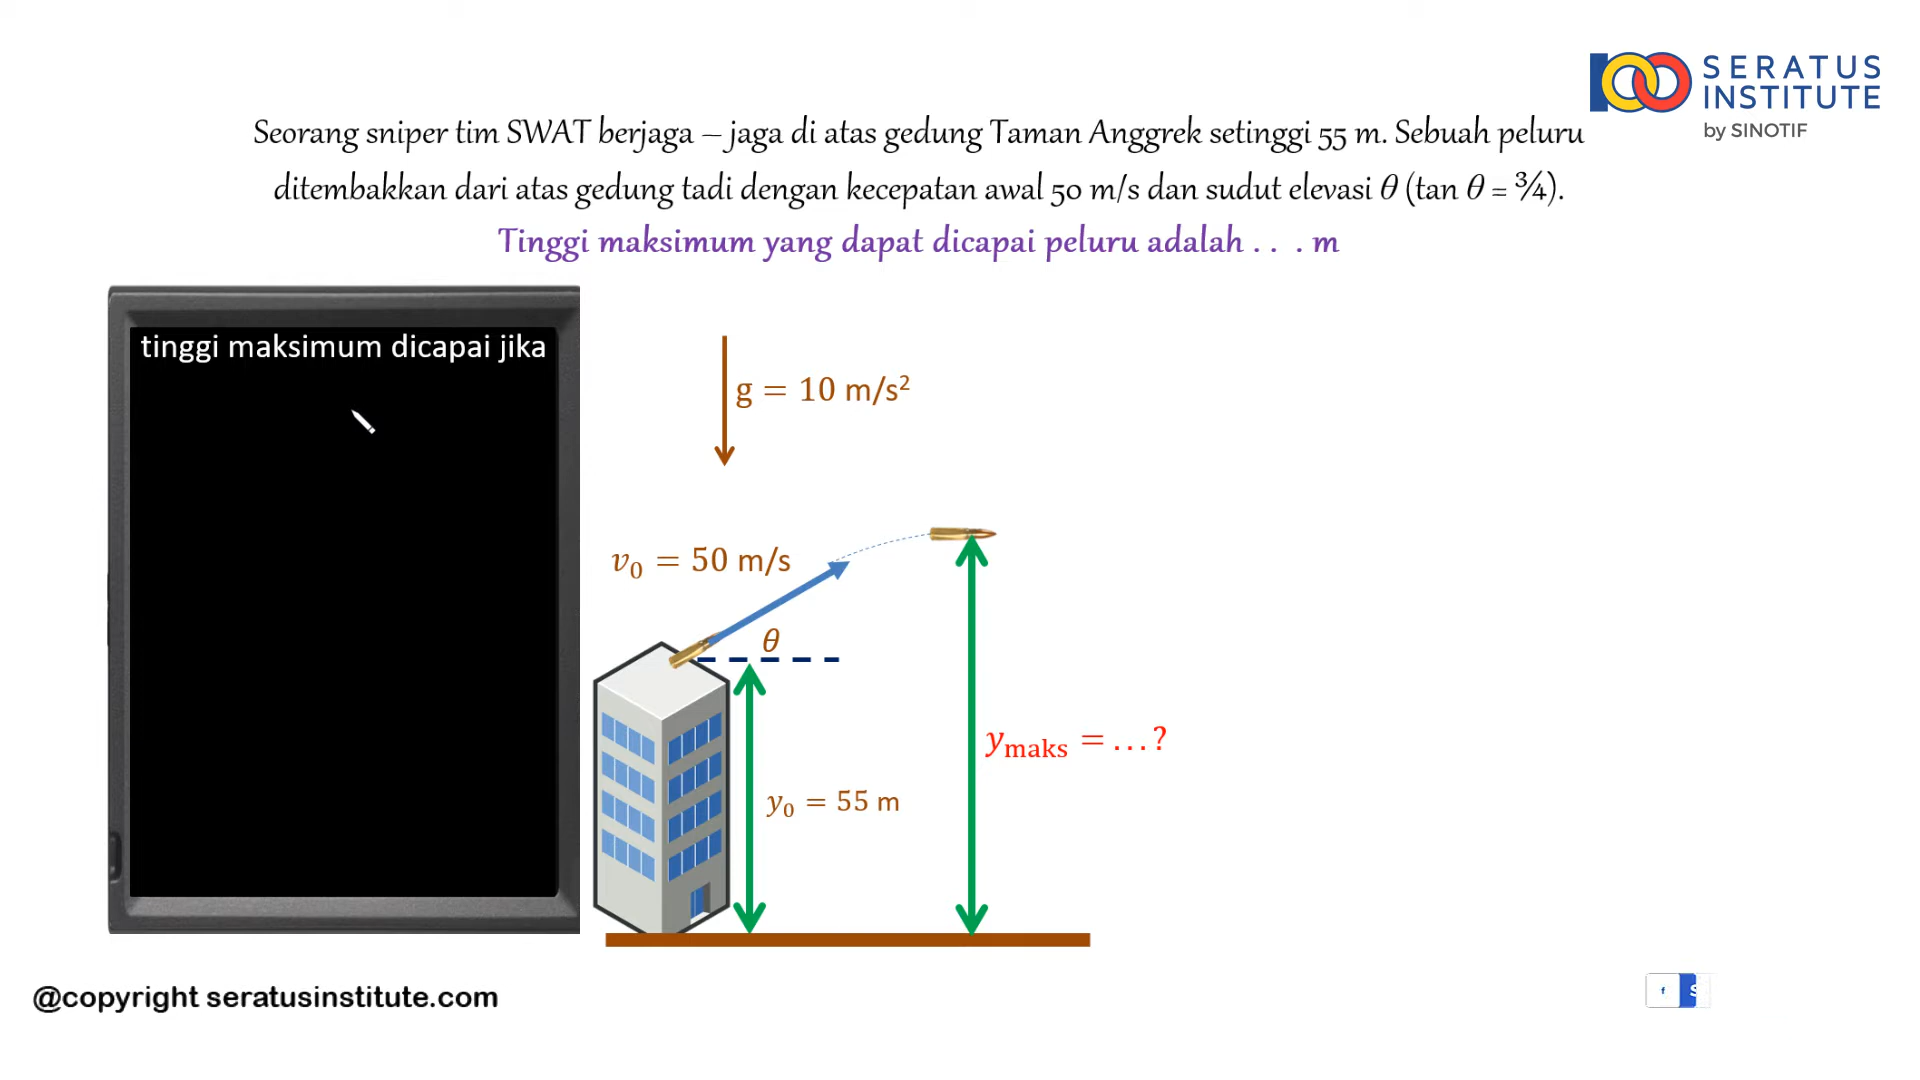 SERATUS
INSTITUTE
by SINOTIF
Seorang sniper tim SWAT berjaga – jaga di atas gedung Taman Anggrek setinggi 55 m. Sebuah peluru
ditembakkan dari atas gedung tadi dengan kecepatan awal 50 m/s dan sudut elevasi θ (tan θ = ¾).
Tinggi maksimum yang dapat dicapai peluru adalah . . . m
tinggi maksimum dicapai jika
g = 10 m/s²
v₀ = 50 m/s
θ
y₀ = 55 m
yₘₐₖₛ = ...?
@copyright seratusinstitute.com
f